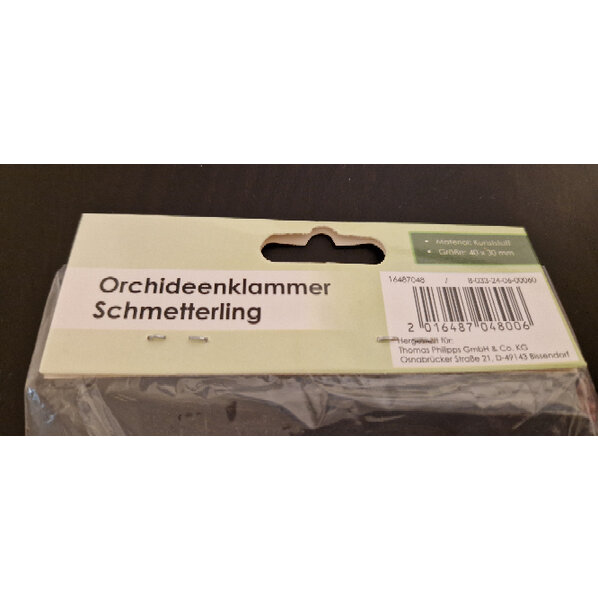 Orchideenklammer
Schmetterling
• Material: Kunststoff
• Größe: 40 x 30 mm
16487048 / 8-033-24-06-00060
2 016487 048006
Hergestellt für:
Thomas Philipps GmbH & Co. KG
Osnabrücker Straße 21, D-49143 Bissendorf